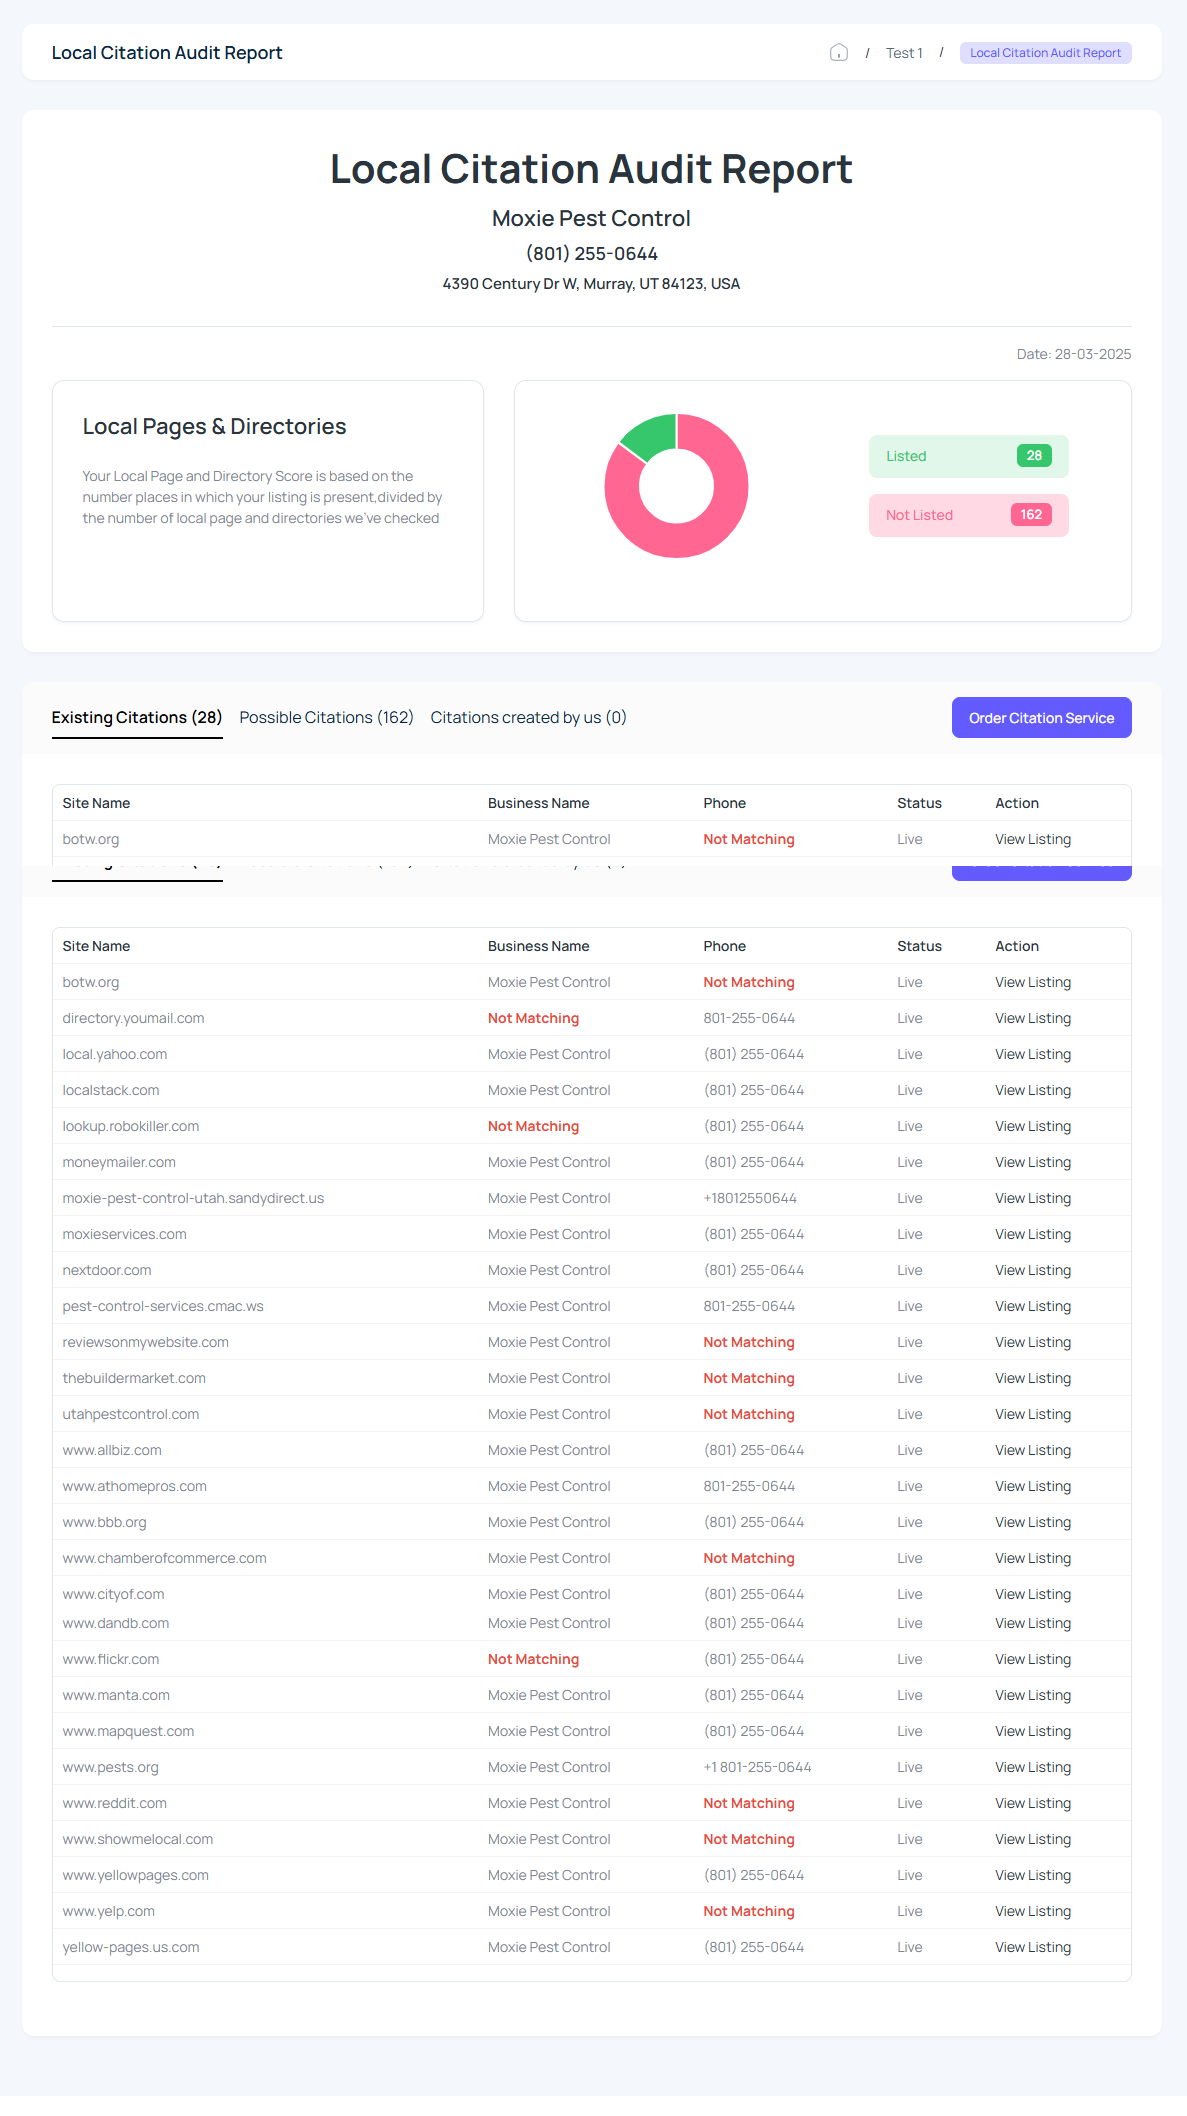 Local Citation Audit Report
/ Test 1 / Local Citation Audit Report
Local Citation Audit Report
Moxie Pest Control
(801) 255-0644
4390 Century Dr W, Murray, UT 84123, USA
Date: 28-03-2025
Local Pages & Directories
Your Local Page and Directory Score is based on the
number places in which your listing is present,divided by
the number of local page and directories we've checked
Listed 28
Not Listed 162
Existing Citations (28) Possible Citations (162) Citations created by us (0) Order Citation Service
Site Name Business Name Phone Status Action
botw.org Moxie Pest Control Not Matching Live View Listing
Site Name Business Name Phone Status Action
botw.org Moxie Pest Control Not Matching Live View Listing
directory.youmail.com Not Matching 801-255-0644 Live View Listing
local.yahoo.com Moxie Pest Control (801) 255-0644 Live View Listing
localstack.com Moxie Pest Control (801) 255-0644 Live View Listing
lookup.robokiller.com Not Matching (801) 255-0644 Live View Listing
moneymailer.com Moxie Pest Control (801) 255-0644 Live View Listing
moxie-pest-control-utah.sandydirect.us Moxie Pest Control +18012550644 Live View Listing
moxieservices.com Moxie Pest Control (801) 255-0644 Live View Listing
nextdoor.com Moxie Pest Control (801) 255-0644 Live View Listing
pest-control-services.cmac.ws Moxie Pest Control 801-255-0644 Live View Listing
reviewsonmywebsite.com Moxie Pest Control Not Matching Live View Listing
thebuildermarket.com Moxie Pest Control Not Matching Live View Listing
utahpestcontrol.com Moxie Pest Control Not Matching Live View Listing
www.allbiz.com Moxie Pest Control (801) 255-0644 Live View Listing
www.athomepros.com Moxie Pest Control 801-255-0644 Live View Listing
www.bbb.org Moxie Pest Control (801) 255-0644 Live View Listing
www.chamberofcommerce.com Moxie Pest Control Not Matching Live View Listing
www.cityof.com Moxie Pest Control (801) 255-0644 Live View Listing
www.dandb.com Moxie Pest Control (801) 255-0644 Live View Listing
www.flickr.com Not Matching (801) 255-0644 Live View Listing
www.manta.com Moxie Pest Control (801) 255-0644 Live View Listing
www.mapquest.com Moxie Pest Control (801) 255-0644 Live View Listing
www.pests.org Moxie Pest Control +1 801-255-0644 Live View Listing
www.reddit.com Moxie Pest Control Not Matching Live View Listing
www.showmelocal.com Moxie Pest Control Not Matching Live View Listing
www.yellowpages.com Moxie Pest Control (801) 255-0644 Live View Listing
www.yelp.com Moxie Pest Control Not Matching Live View Listing
yellow-pages.us.com Moxie Pest Control (801) 255-0644 Live View Listing